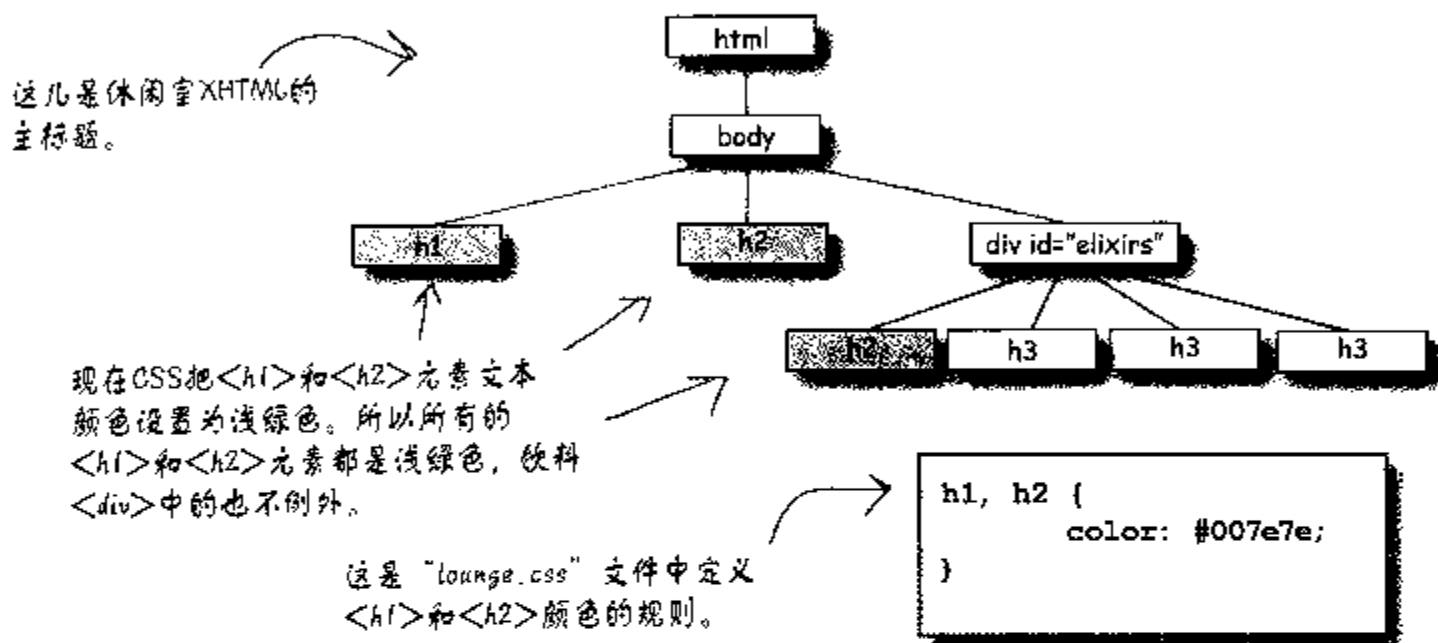 html
这儿是休闲室XHTML的
主标题。
body
h1
h2
div id="elixirs"
h2
h3
h3
h3
现在CSS把<h1>和<h2>元素文本
颜色设置为浅绿色。所以所有的
<h1>和<h2>元素都是浅绿色，饮料
<div>中的也不例外。
h1, h2 {
color: #007e7e;
}
这是“lounge.css”文件中定义
<h1>和<h2>颜色的规则。